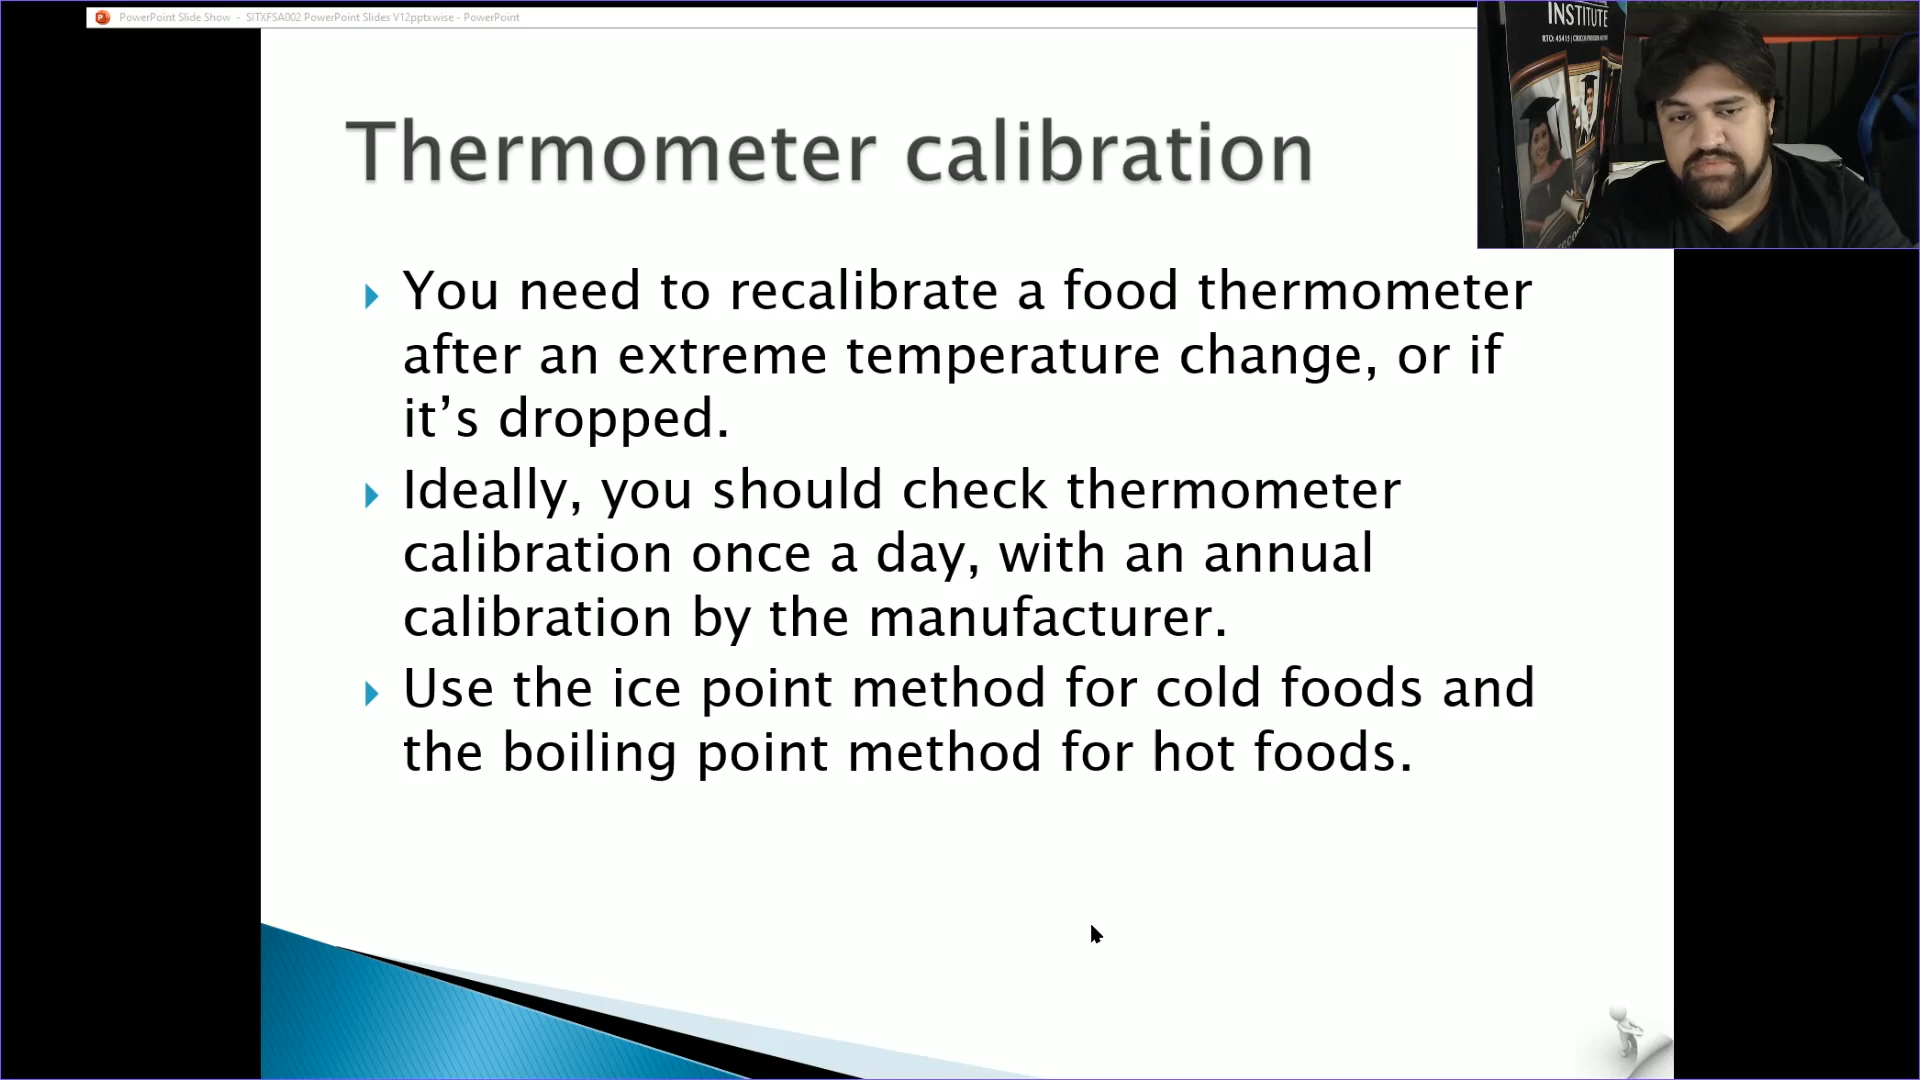 PowerPoint Slide Show - SITXFSA002 PowerPoint Slides V12pptxwise - PowerPoint
INSTITUTE
Thermometer calibration
You need to recalibrate a food thermometer
after an extreme temperature change, or if
it’s dropped.
Ideally, you should check thermometer
calibration once a day, with an annual
calibration by the manufacturer.
Use the ice point method for cold foods and
the boiling point method for hot foods.